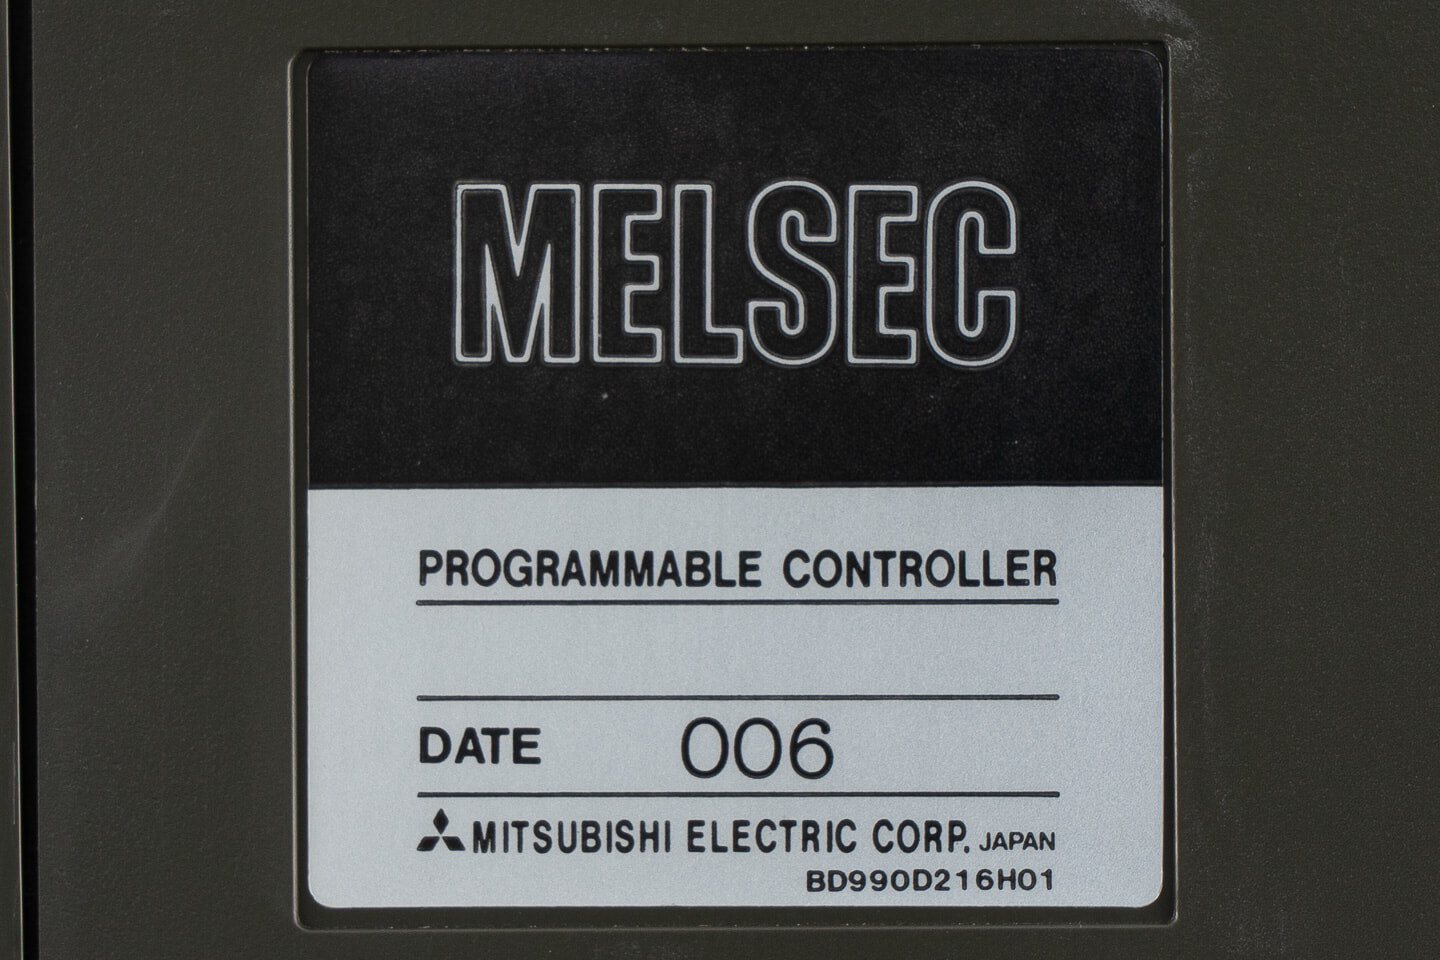 MELSEC
PROGRAMMABLE CONTROLLER
DATE 006
MITSUBISHI ELECTRIC CORP. JAPAN
BD990D216H01